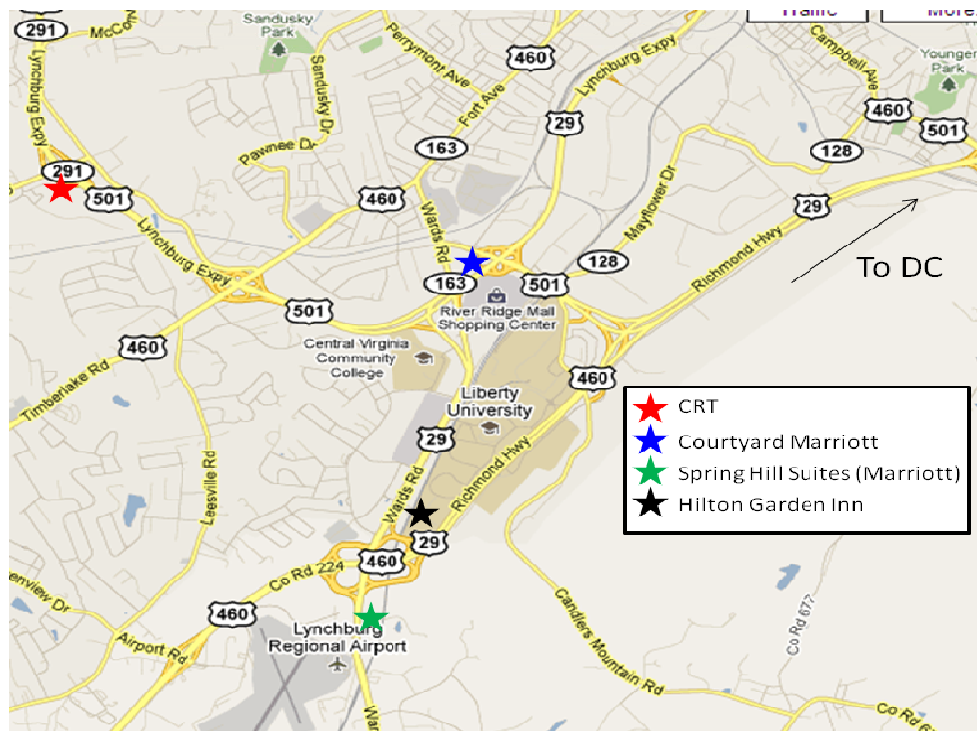 Traffic
More
291
McCon
Sandusky
Park
Perrymont Ave
460
Lynchburg Expy
Campbell Ave
Younger
Park
Lynchburg Expy
Sandusky Dr
Fort Ave
29
460
501
163
128
Pawnee Dr
291
501
460
Wards Rd
Mayflower Dr
29
Lynchburg Expy
128
Richmond Hwy
To DC
163
501
River Ridge Mall
Shopping Center
501
460
Central Virginia
Community
College
Timberlake Rd
460
Liberty
University
CRT
Courtyard Marriott
Spring Hill Suites (Marriott)
Hilton Garden Inn
29
Leesville Rd
Wards Rd
Richmond Hwy
29
460
Co Rd 224
enview Dr
460
Candlers Mountain Rd
Co Rd 677
Airport Rd
Lynchburg
Regional Airport
War
Co Rd 6